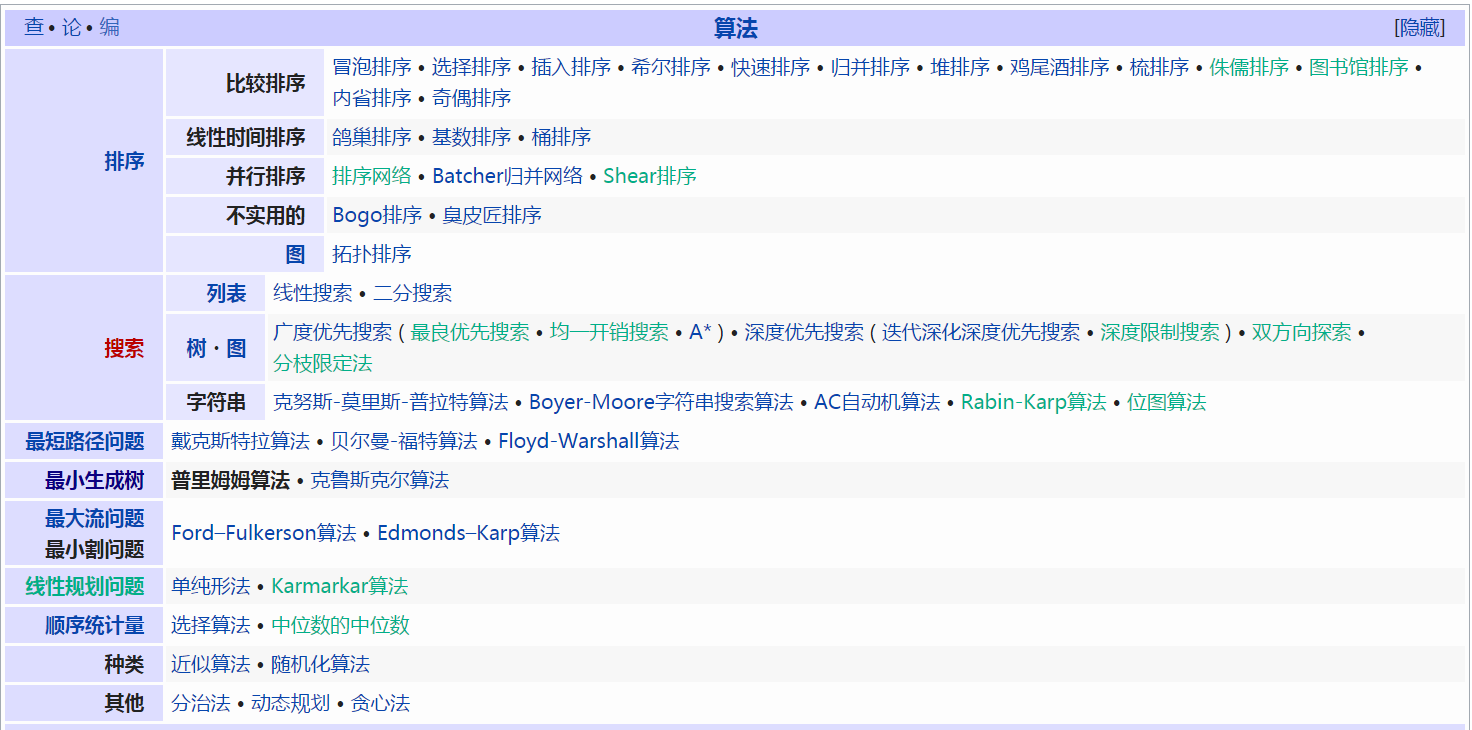 查 • 论 • 编 算法 [隐藏]
排序
比较排序 冒泡排序 • 选择排序 • 插入排序 • 希尔排序 • 快速排序 • 归并排序 • 堆排序 • 鸡尾酒排序 • 梳排序 • 侏儒排序 • 图书馆排序 •
内省排序 • 奇偶排序
线性时间排序 鸽巢排序 • 基数排序 • 桶排序
并行排序 排序网络 • Batcher归并网络 • Shear排序
不实用的 Bogo排序 • 臭皮匠排序
图 拓扑排序
搜索
列表 线性搜索 • 二分搜索
树 · 图 广度优先搜索 ( 最良优先搜索 • 均一开销搜索 • A* ) • 深度优先搜索 ( 迭代深化深度优先搜索 • 深度限制搜索 ) • 双方向探索 •
分枝限定法
字符串 克努斯-莫里斯-普拉特算法 • Boyer-Moore字符串搜索算法 • AC自动机算法 • Rabin-Karp算法 • 位图算法
最短路径问题 戴克斯特拉算法 • 贝尔曼-福特算法 • Floyd-Warshall算法
最小生成树 普里姆姆算法 • 克鲁斯克尔算法
最大流问题
最小割问题
Ford–Fulkerson算法 • Edmonds–Karp算法
线性规划问题 单纯形法 • Karmarkar算法
顺序统计量 选择算法 • 中位数的中位数
种类 近似算法 • 随机化算法
其他 分治法 • 动态规划 • 贪心法